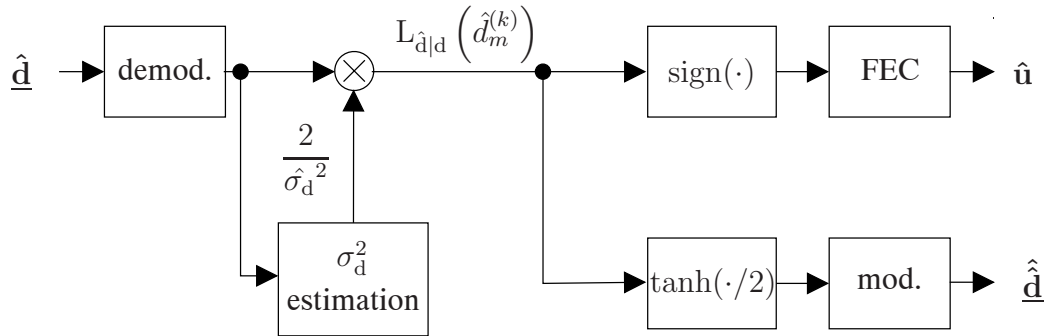 L_{d̂|d} ( d̂_m^{(k)} )
d̂ demod. × sign(·) FEC û
2 / σ̂_d²
σ_d²
estimation
tanh(·/2) mod. d̂̂